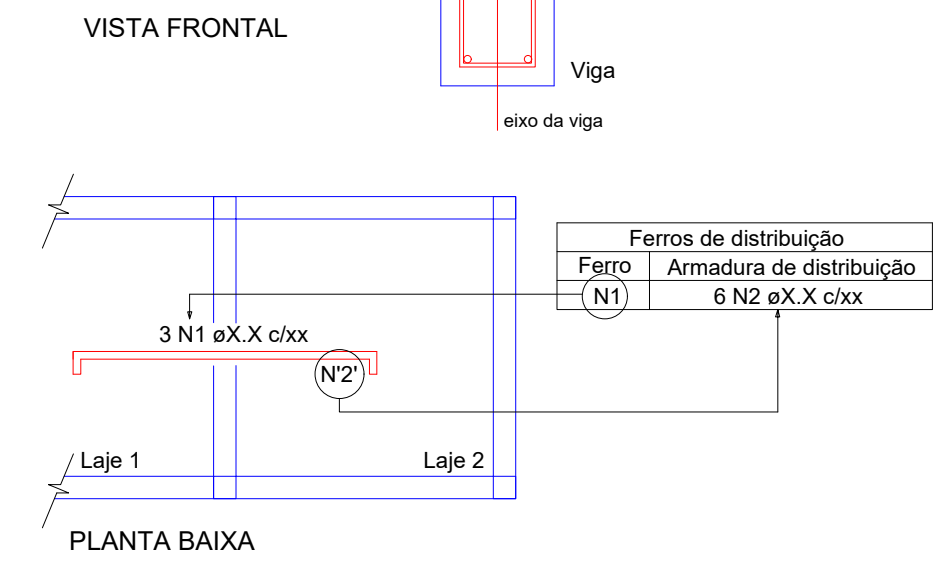 VISTA FRONTAL
Viga
eixo da viga
Ferros de distribuição
Ferro Armadura de distribuição
N1 6 N2 øX.X c/xx
3 N1 øX.X c/xx
N'2'
Laje 1 Laje 2
PLANTA BAIXA